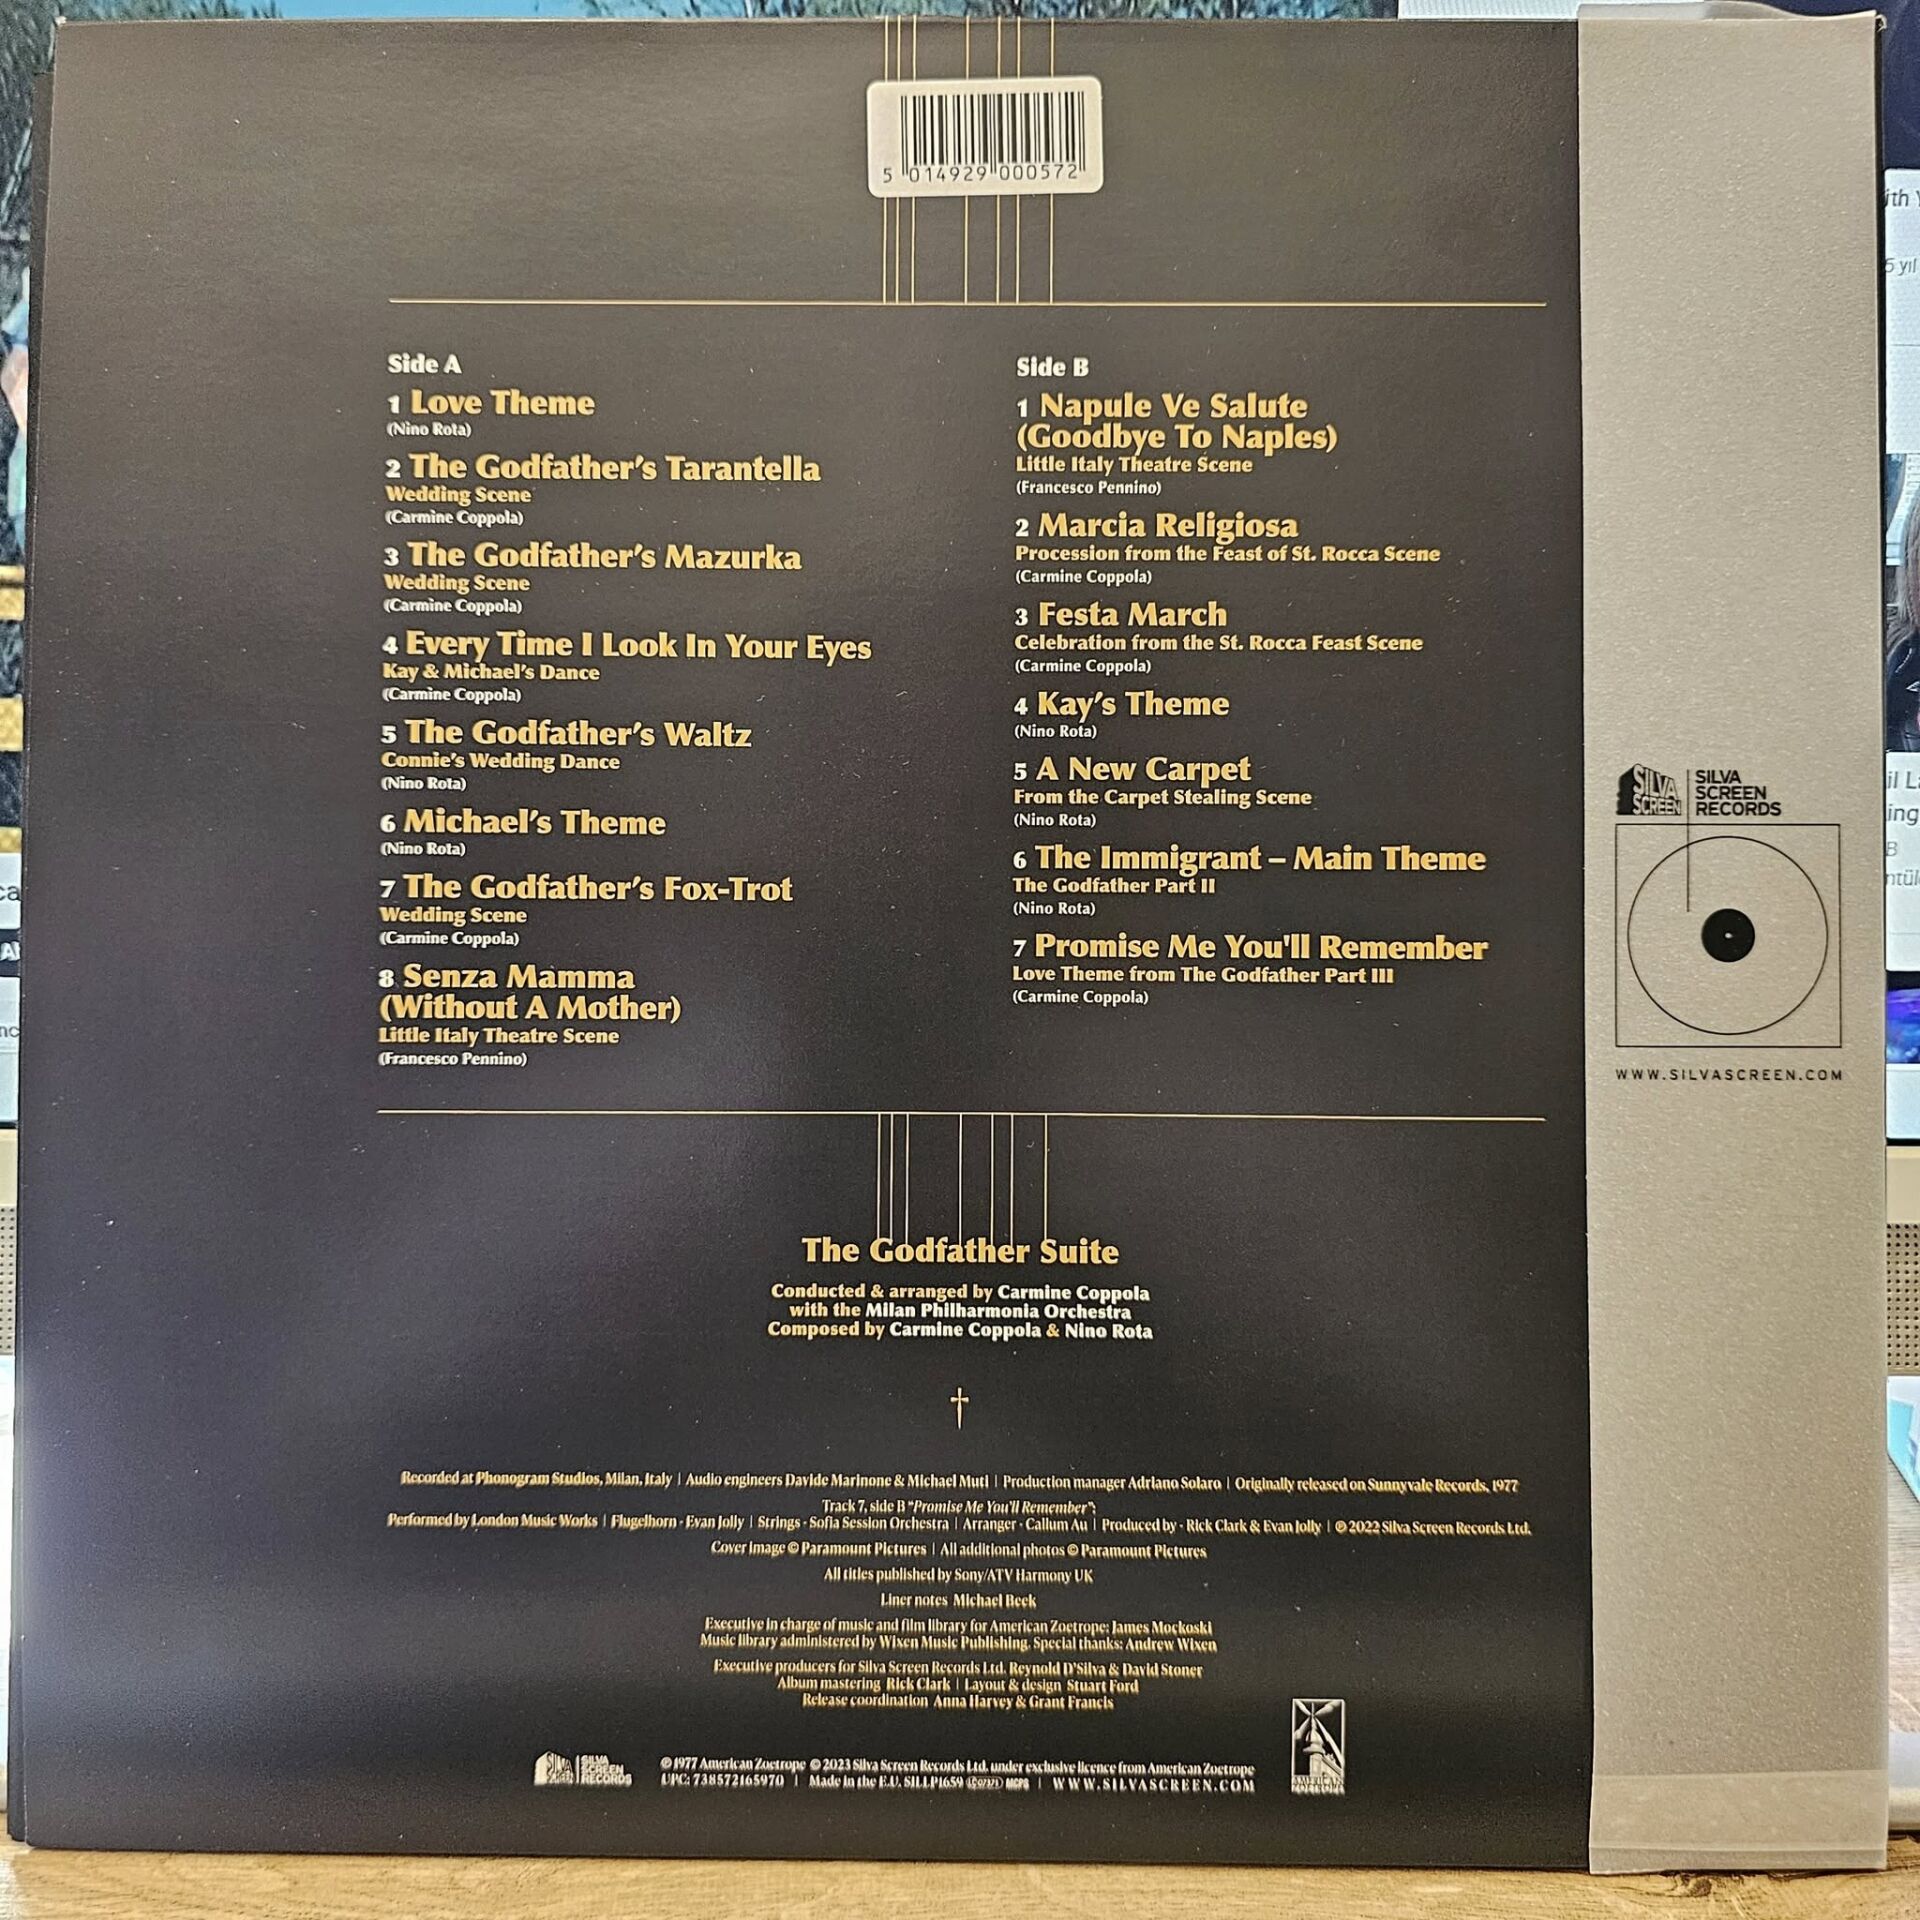 5 014929 000572
Side A
1 Love Theme
(Nino Rota)
2 The Godfather's Tarantella
Wedding Scene
(Carmine Coppola)
3 The Godfather's Mazurka
Wedding Scene
(Carmine Coppola)
4 Every Time I Look In Your Eyes
Kay & Michael's Dance
(Carmine Coppola)
5 The Godfather's Waltz
Connie's Wedding Dance
(Nino Rota)
6 Michael's Theme
(Nino Rota)
7 The Godfather's Fox-Trot
Wedding Scene
(Carmine Coppola)
8 Senza Mamma
(Without A Mother)
Little Italy Theatre Scene
(Francesco Pennino)
Side B
1 Napule Ve Salute
(Goodbye To Naples)
Little Italy Theatre Scene
(Francesco Pennino)
2 Marcia Religiosa
Procession from the Feast of St. Rocca Scene
(Carmine Coppola)
3 Festa March
Celebration from the St. Rocca Feast Scene
(Carmine Coppola)
4 Kay's Theme
(Nino Rota)
5 A New Carpet
From the Carpet Stealing Scene
(Nino Rota)
6 The Immigrant – Main Theme
The Godfather Part II
(Nino Rota)
7 Promise Me You'll Remember
Love Theme from The Godfather Part III
(Carmine Coppola)
SILVA SCREEN
SILVA
SCREEN
RECORDS
WWW.SILVASCREEN.COM
The Godfather Suite
Conducted & arranged by Carmine Coppola
with the Milan Philharmonia Orchestra
Composed by Carmine Coppola & Nino Rota
Recorded at Phonogram Studios, Milan, Italy | Audio engineers Davide Marinone & Michael Muti | Production manager Adriano Solaro | Originally released on Sunnyvale Records, 1977
Track 7, side B "Promise Me You'll Remember":
Performed by London Music Works | Flugelhorn - Evan Jolly | Strings - Sofia Session Orchestra | Arranger - Callum Au | Produced by - Rick Clark & Evan Jolly | ℗ 2022 Silva Screen Records Ltd.
Cover image © Paramount Pictures | All additional photos © Paramount Pictures
All titles published by Sony/ATV Harmony UK
Liner notes Michael Beek
Executive in charge of music and film library for American Zoetrope: James Mockoski
Music library administered by Wixen Music Publishing. Special thanks: Andrew Wixen
Executive producers for Silva Screen Records Ltd. Reynold D'Silva & David Stoner
Album mastering Rick Clark | Layout & design Stuart Ford
Release coordination Anna Harvey & Grant Francis
SILVA SCREEN
SILVA
SCREEN
RECORDS
℗ 1977 American Zoetrope © 2023 Silva Screen Records Ltd. under exclusive licence from American Zoetrope
UPC: 738572165970 | Made in the E.U. SILLP1659 LC07371 MCPS | WWW.SILVASCREEN.COM
AMERICAN
ZOETROPE